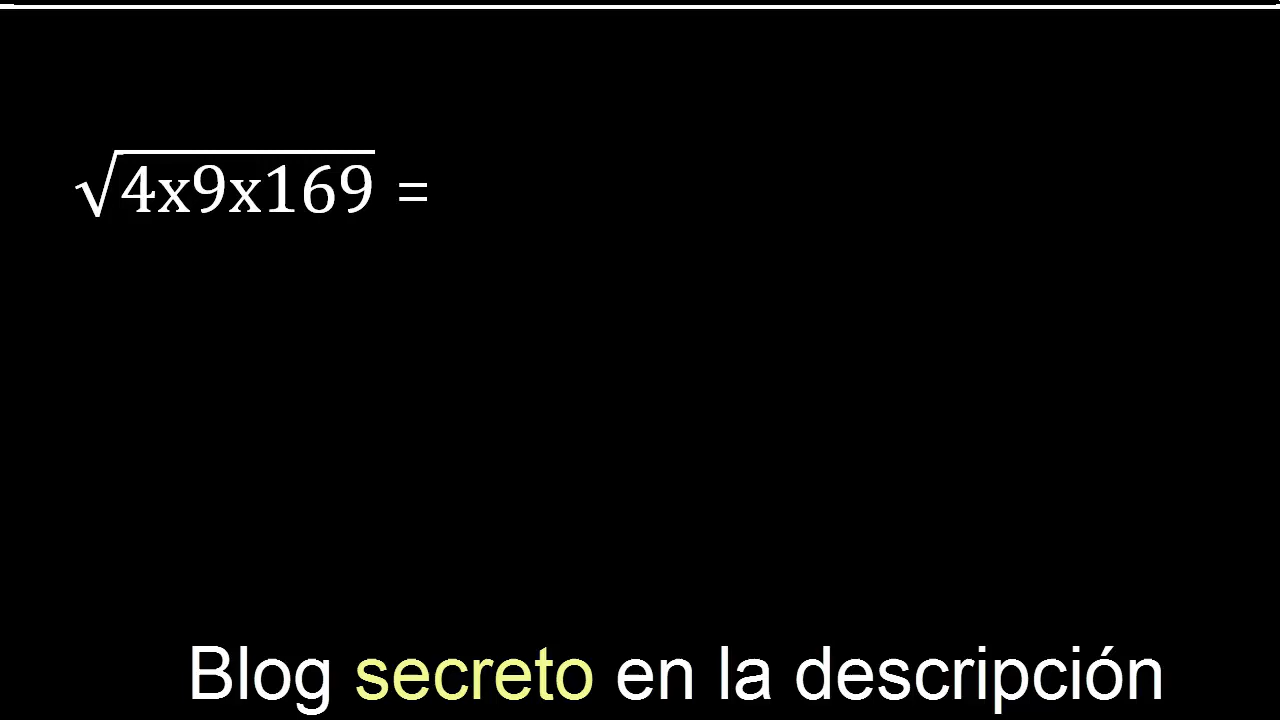 √4x9x169 =
Blog secreto en la descripción